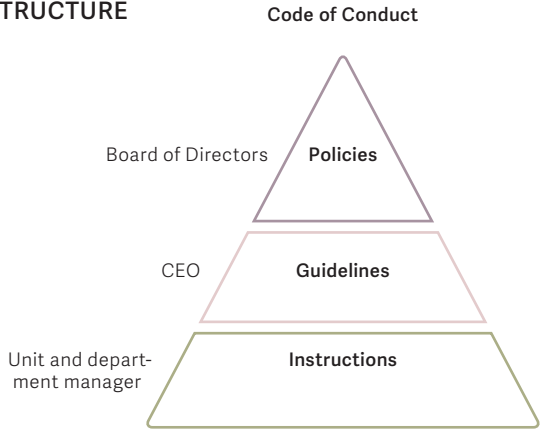 TRUCTURE
Code of Conduct
Board of Directors
Policies
CEO
Guidelines
Unit and depart-
ment manager
Instructions